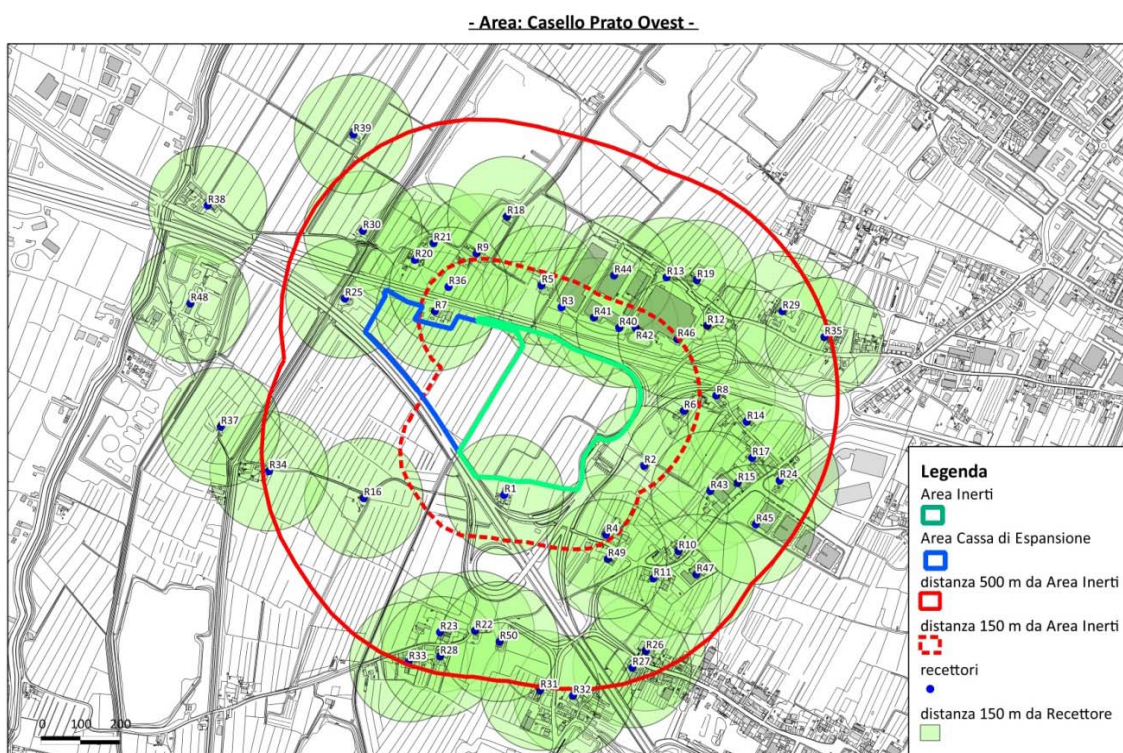 - Area: Casello Prato Ovest -
R39
R38
R18
R30
R21
R9
R20
R44
R13
R19
R5
R36
R25
R48
R3
R7
R41
R29
R40
R42
R12
R46
R35
R8
R6
R14
R37
R17
R2
R34
R24
R15
R1
R16
R43
R45
R4
R10
R49
R47
R11
R23
R22
R50
R26
R33
R28
R27
R31
R32
0 100 200
Legenda
Area Inerti
Area Cassa di Espansione
distanza 500 m da Area Inerti
distanza 150 m da Area Inerti
recettori
distanza 150 m da Recettore